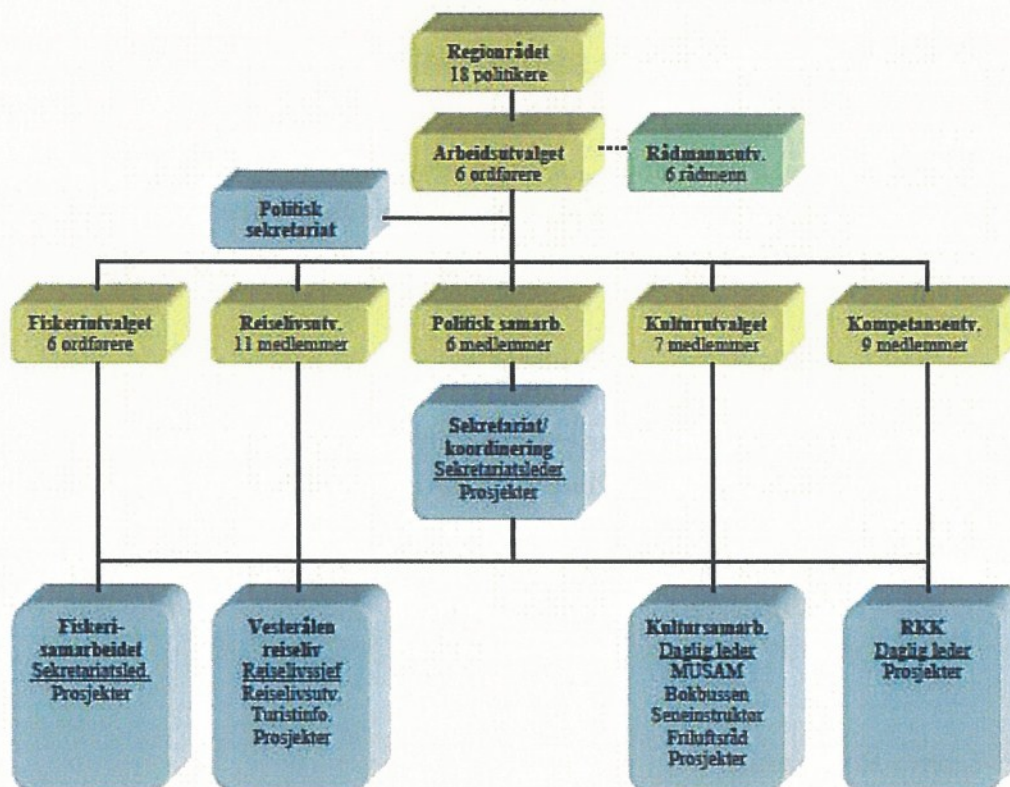 Regionrådet
18 politikere
Arbeidsutvalget
6 ordførere
Rådmannsutv.
6 rådmenn
Politisk
sekretariat
Fiskeriutvalget
6 ordførere
Reiselivsutv.
11 medlemmer
Politisk samarb.
6 medlemmer
Kulturutvalget
7 medlemmer
Kompetanseutv.
9 medlemmer
Sekretariat/
koordinering
Sekretariatsleder
Prosjekter
Fiskeri-
samarbeidet
Sekretariatsled.
Prosjekter
Vesterålen
reiseliv
Reiselivssjef
Reiselivsutv.
Turistinfo.
Prosjekter
Kultursamarb.
Daglig leder
MUSAM
Bokbussen
Seneinstruktør
Friluftsråd
Prosjekter
RKK
Daglig leder
Prosjekter